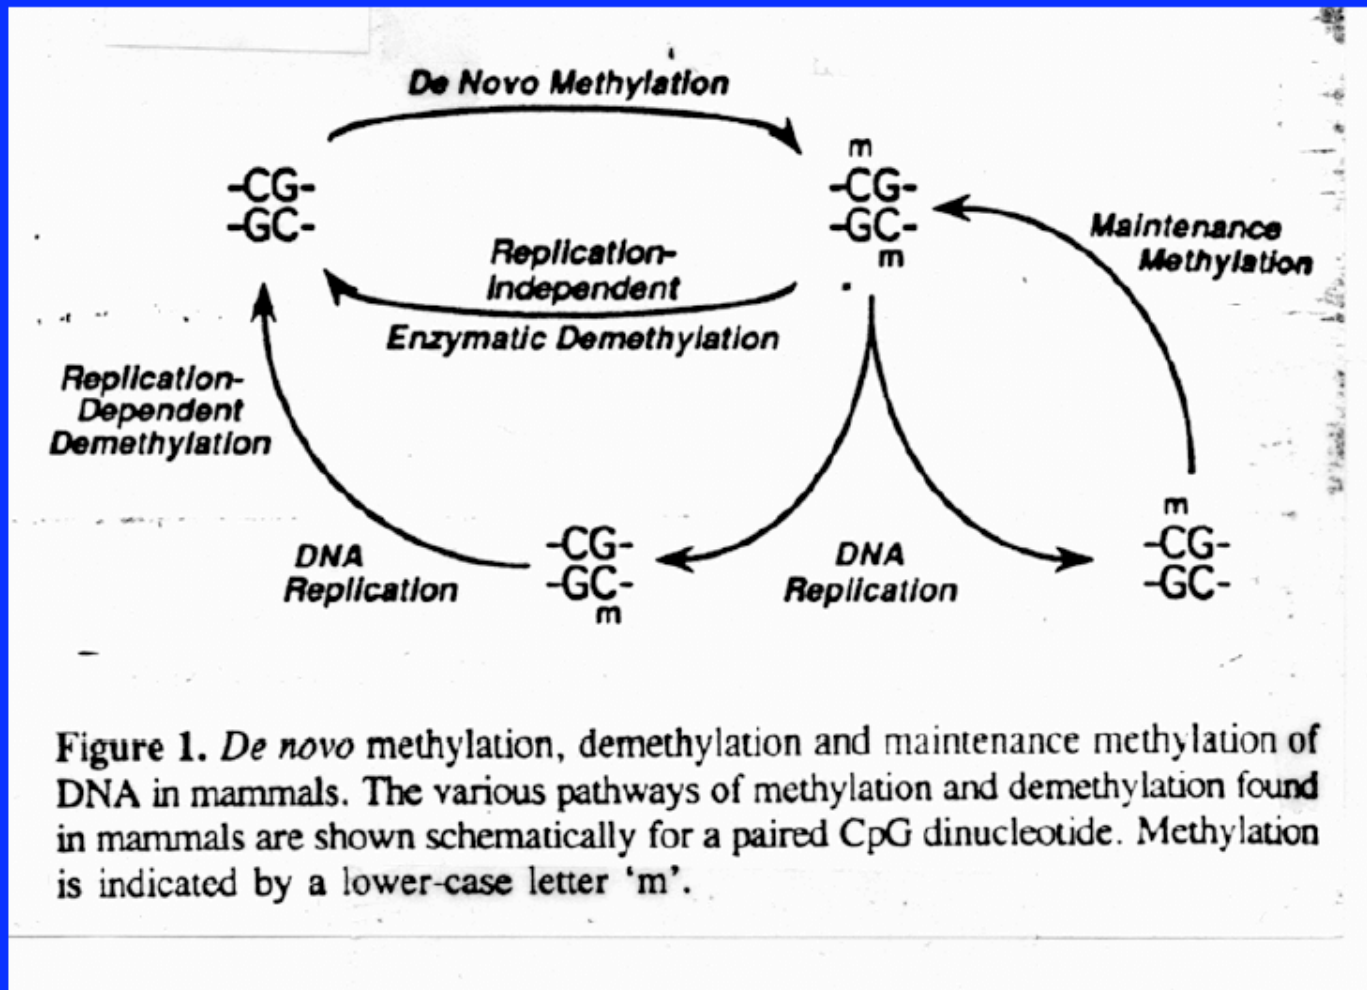 De Novo Methylation
m
-CG-
-GC-
-CG-
-GC-
m
Maintenance
Methylation
Replication-
Independent
Enzymatic Demethylation
Replication-
Dependent
Demethylation
DNA
Replication
-CG-
-GC-
m
DNA
Replication
m
-CG-
-GC-
Figure 1. De novo methylation, demethylation and maintenance methylation of
DNA in mammals. The various pathways of methylation and demethylation found
in mammals are shown schematically for a paired CpG dinucleotide. Methylation
is indicated by a lower-case letter ‘m’.